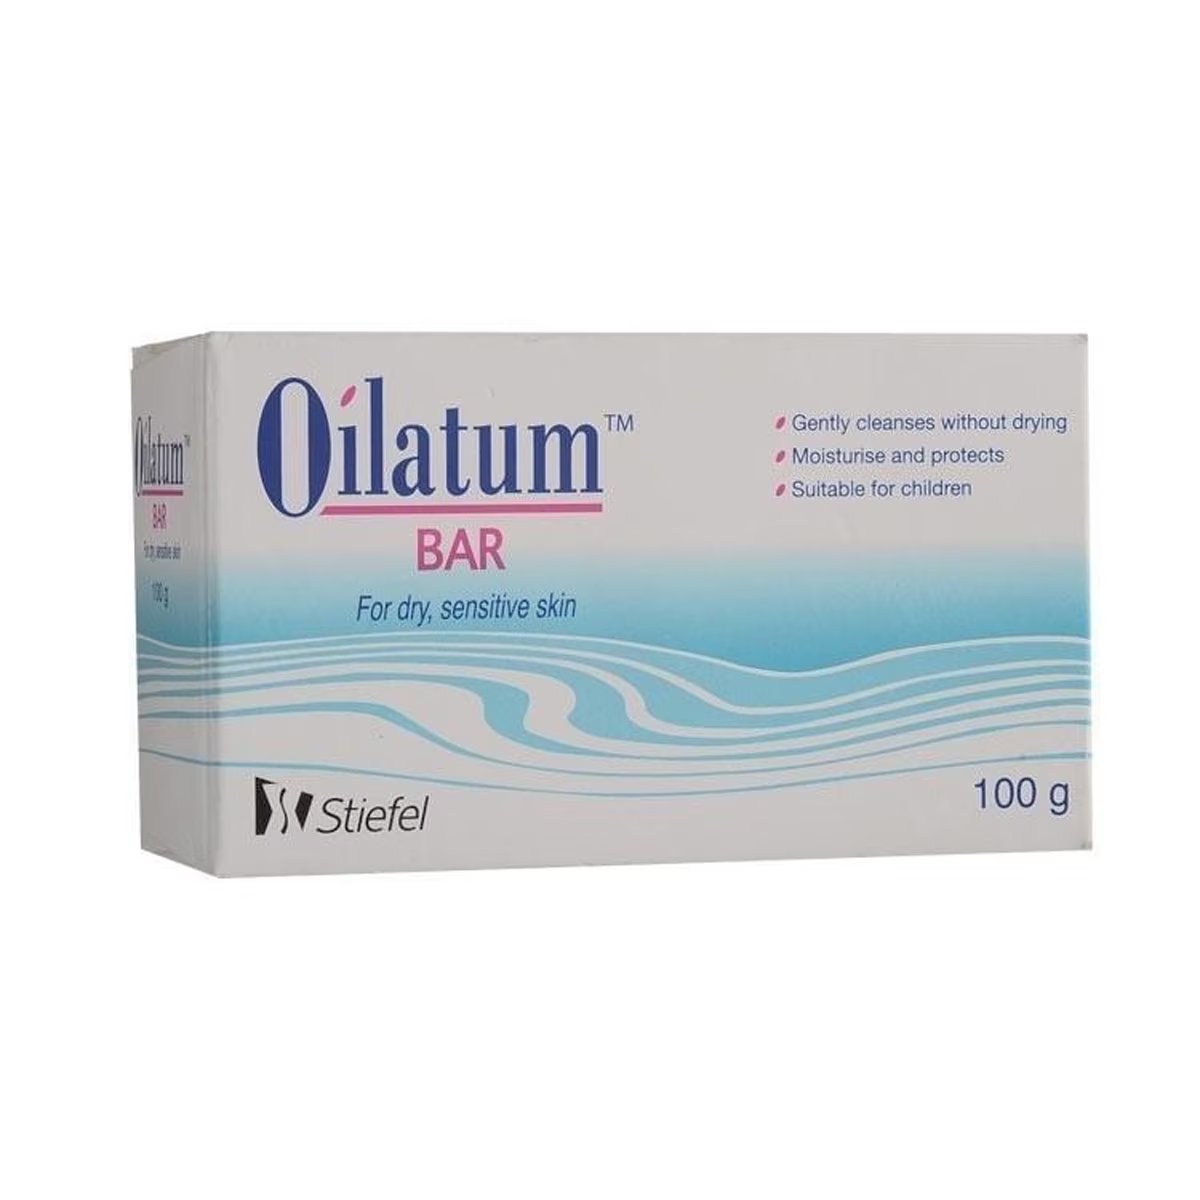 Oilatum™
BAR
For dry, sensitive skin
Gently cleanses without drying
Moisturise and protects
Suitable for children
Stiefel
100 g
Oilatum™
BAR
For dry, sensitive skin
100 g